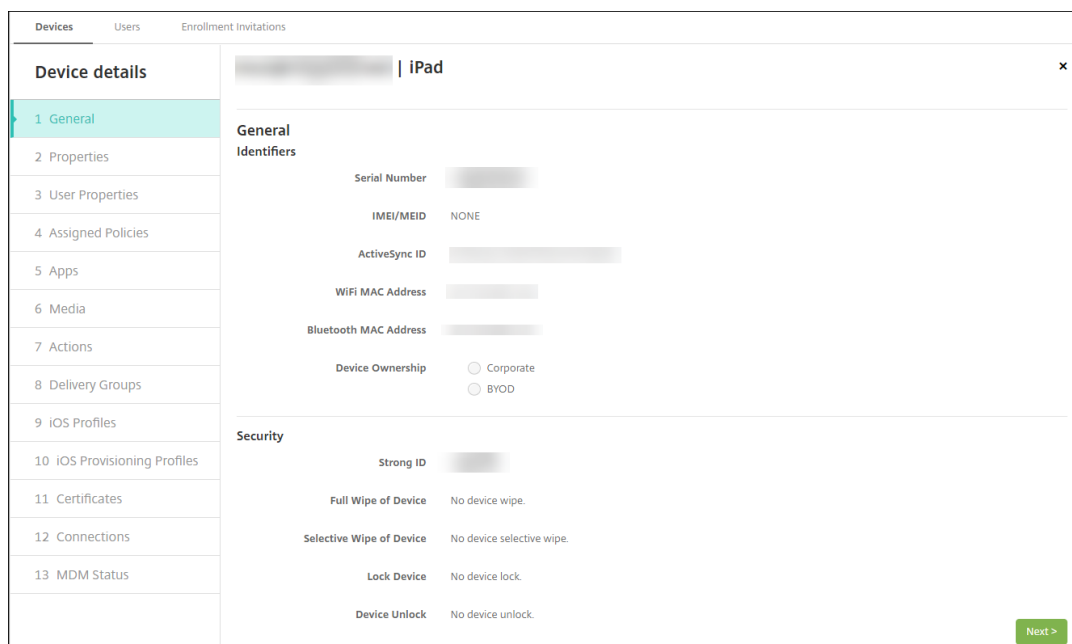 Devices Users Enrollment Invitations
Device details
1 General
2 Properties
3 User Properties
4 Assigned Policies
5 Apps
6 Media
7 Actions
8 Delivery Groups
9 iOS Profiles
10 iOS Provisioning Profiles
11 Certificates
12 Connections
13 MDM Status
| iPad
×
General
Identifiers
Serial Number
IMEI/MEID NONE
ActiveSync ID
WiFi MAC Address
Bluetooth MAC Address
Device Ownership Corporate
BYOD
Security
Strong ID
Full Wipe of Device No device wipe.
Selective Wipe of Device No device selective wipe.
Lock Device No device lock.
Device Unlock No device unlock.
Next >